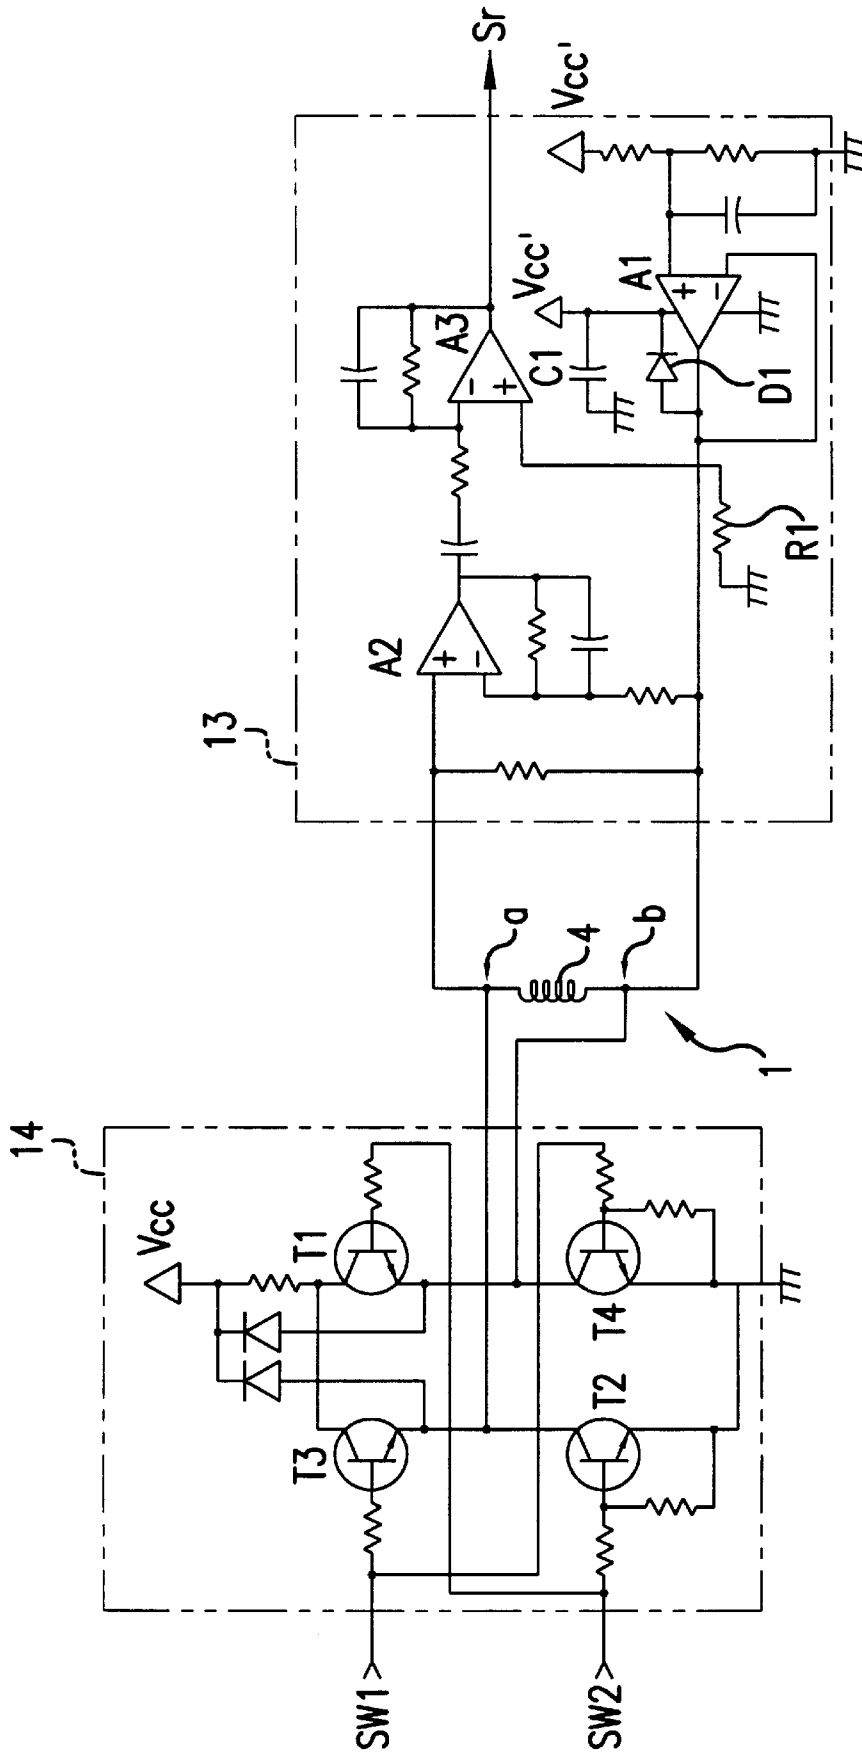 14
Vcc
T1
T3
T4
T2
SW1
SW2
1
a
4
b
13
A2
+
−
A3
−
+
Sr
Vcc'
C1
A1
+
−
D1
R1
Vcc'